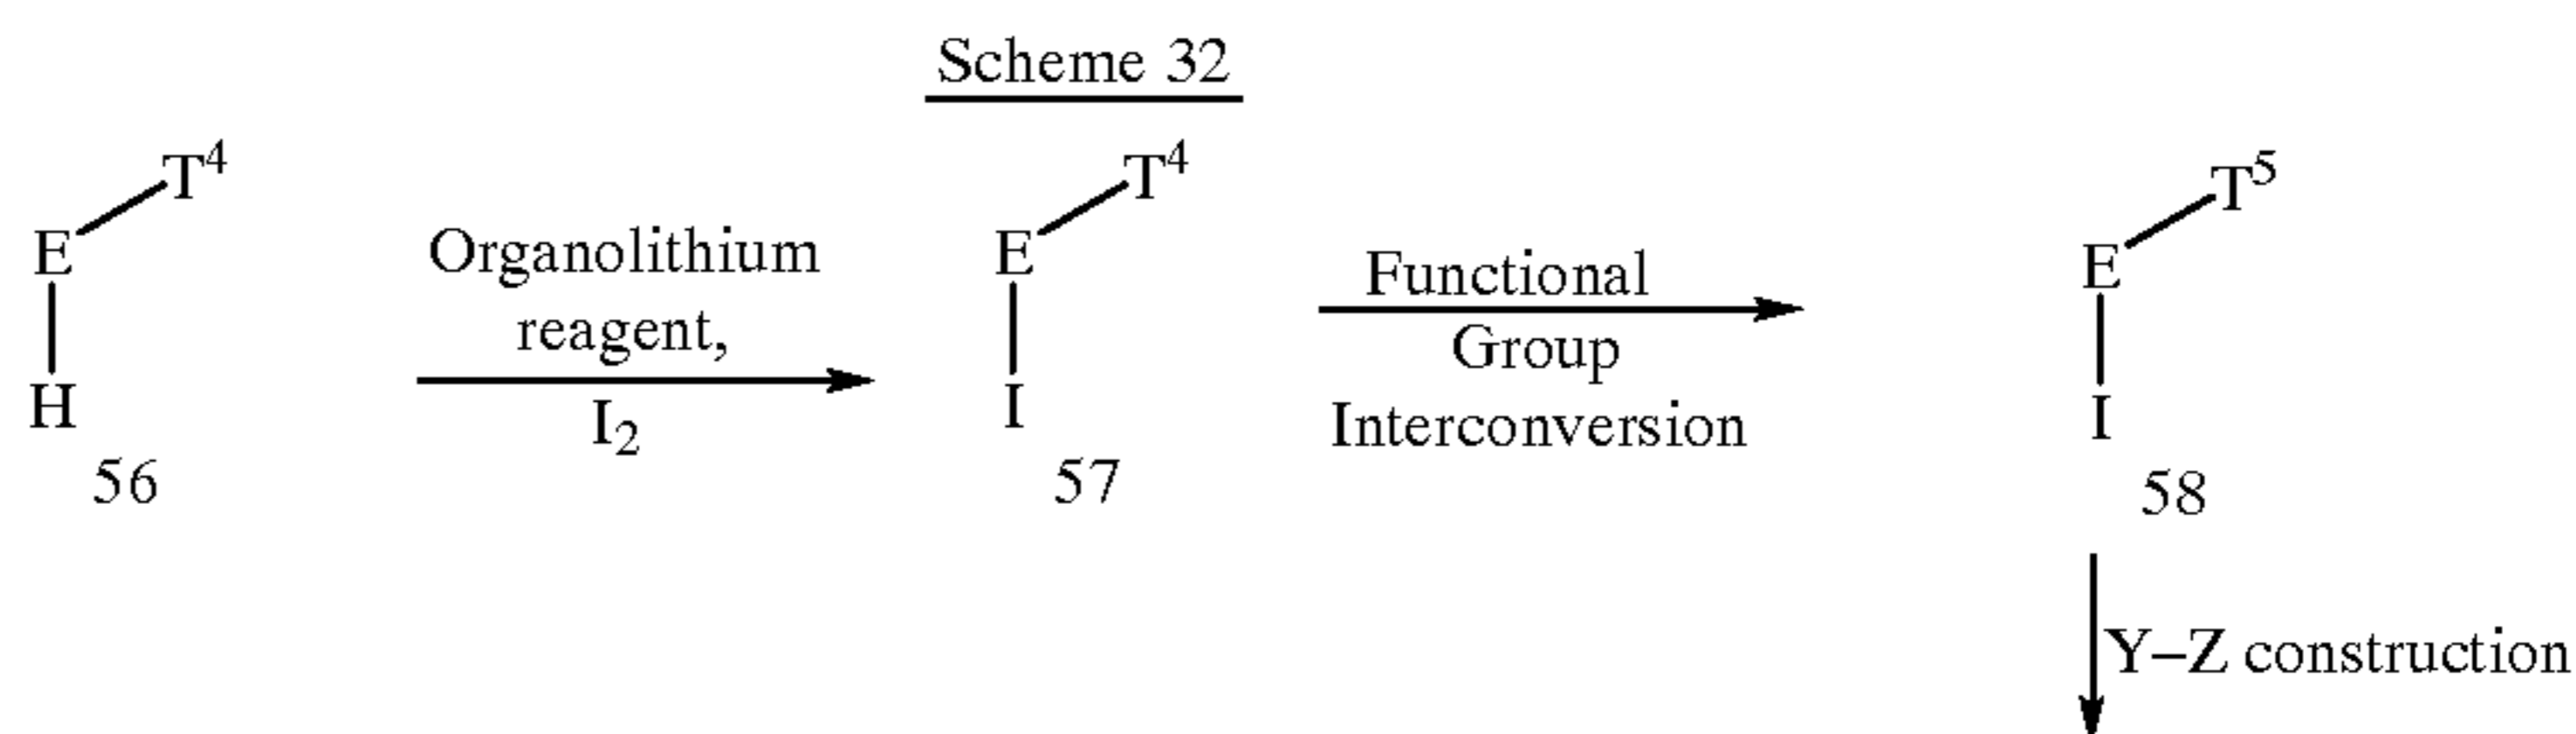 Scheme 32
E
T⁴
H
56
Organolithium
reagent,
I₂
E
T⁴
I
57
Functional
Group
Interconversion
E
T⁵
I
58
Y–Z construction